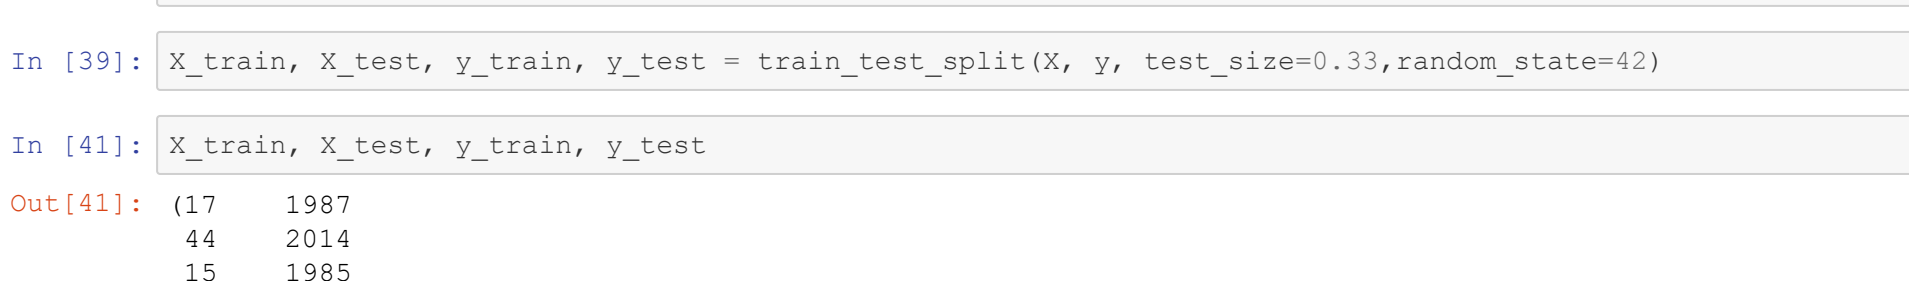 In [39]: X_train, X_test, y_train, y_test = train_test_split(X, y, test_size=0.33,random_state=42)
In [41]: X_train, X_test, y_train, y_test
Out[41]: (17    1987
44    2014
15    1985